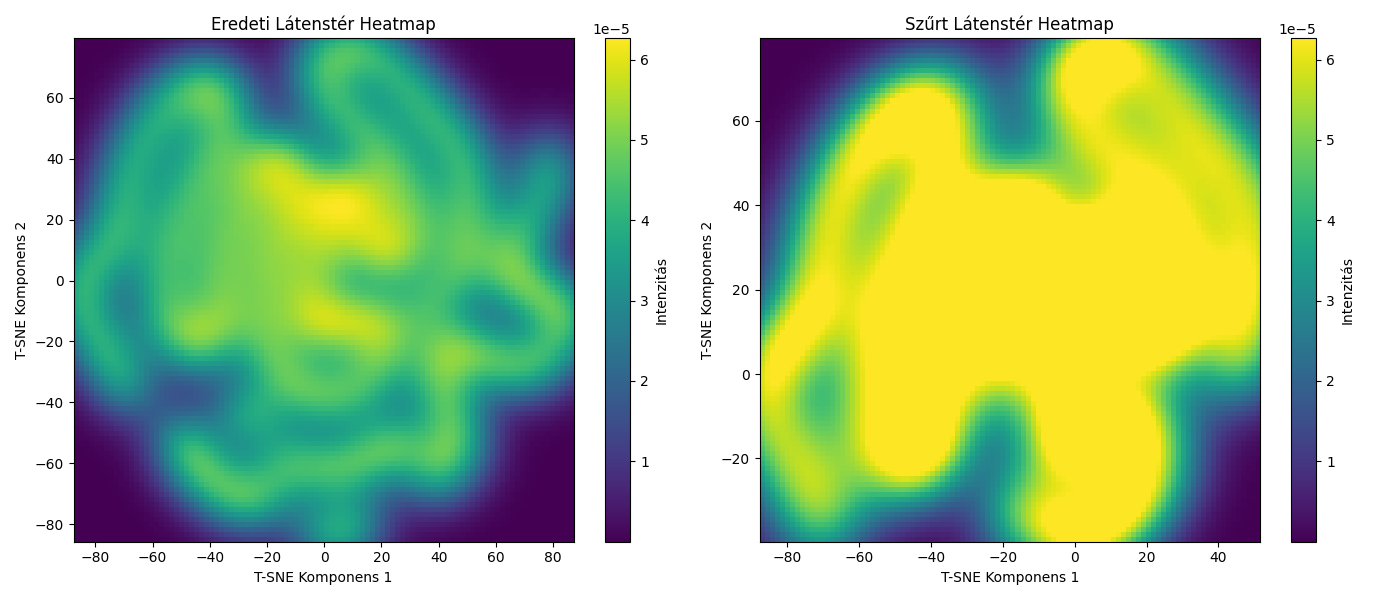 Eredeti Látenstér Heatmap
1e−5
60
40
20
0
−20
−40
−60
−80
−80 −60 −40 −20 0 20 40 60 80
T-SNE Komponens 1
T-SNE Komponens 2
6
5
4
3
2
1
Intenzitás
Szűrt Látenstér Heatmap
1e−5
60
40
20
0
−20
−80 −60 −40 −20 0 20 40
T-SNE Komponens 1
T-SNE Komponens 2
6
5
4
3
2
1
Intenzitás